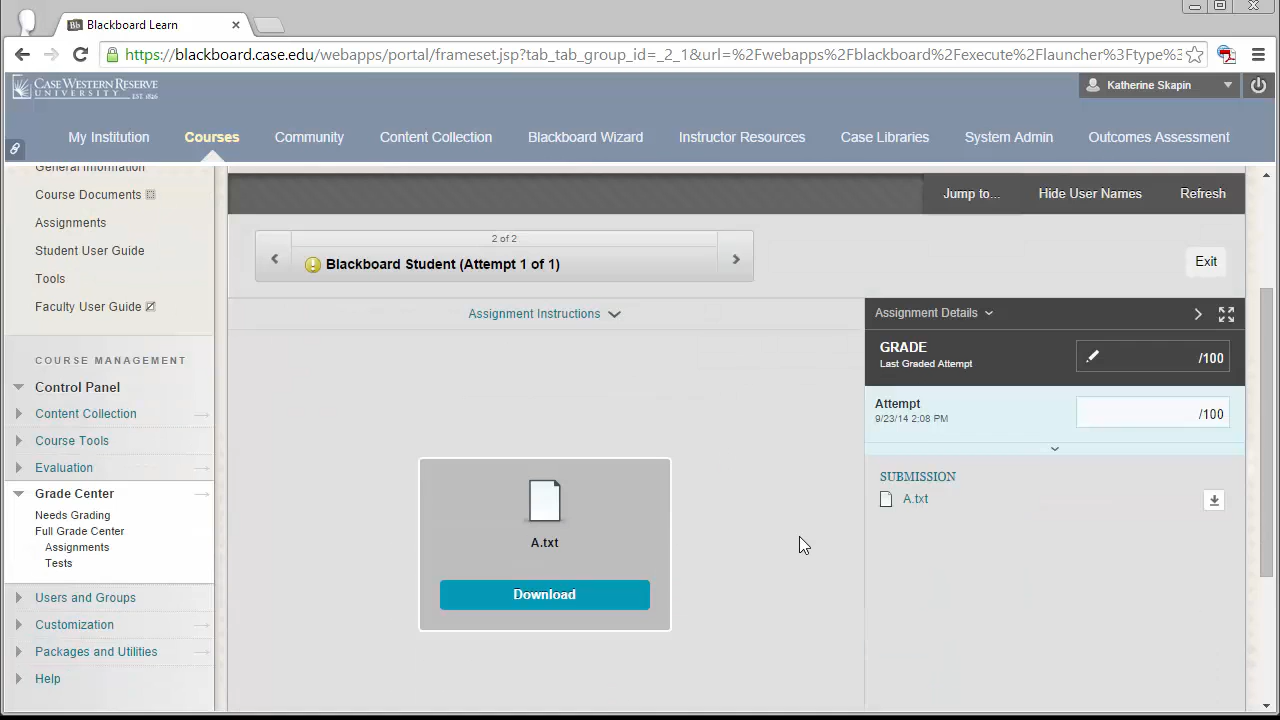 Bb Blackboard Learn
https://blackboard.case.edu/webapps/portal/frameset.jsp?tab_tab_group_id=_2_1&url=%2Fwebapps%2Fblackboard%2Fexecute%2Flauncher%3Ftype%3
CASE WESTERN RESERVE
UNIVERSITY EST. 1826
Katherine Skapin
My Institution
Courses
Community
Content Collection
Blackboard Wizard
Instructor Resources
Case Libraries
System Admin
Outcomes Assessment
General Information
Course Documents
Assignments
Student User Guide
Tools
Faculty User Guide
COURSE MANAGEMENT
Control Panel
Content Collection
Course Tools
Evaluation
Grade Center
Needs Grading
Full Grade Center
Assignments
Tests
Users and Groups
Customization
Packages and Utilities
Help
Jump to...
Hide User Names
Refresh
2 of 2
Blackboard Student (Attempt 1 of 1)
Exit
Assignment Instructions
A.txt
Download
Assignment Details
GRADE
Last Graded Attempt
/100
Attempt
9/23/14 2:08 PM
/100
SUBMISSION
A.txt